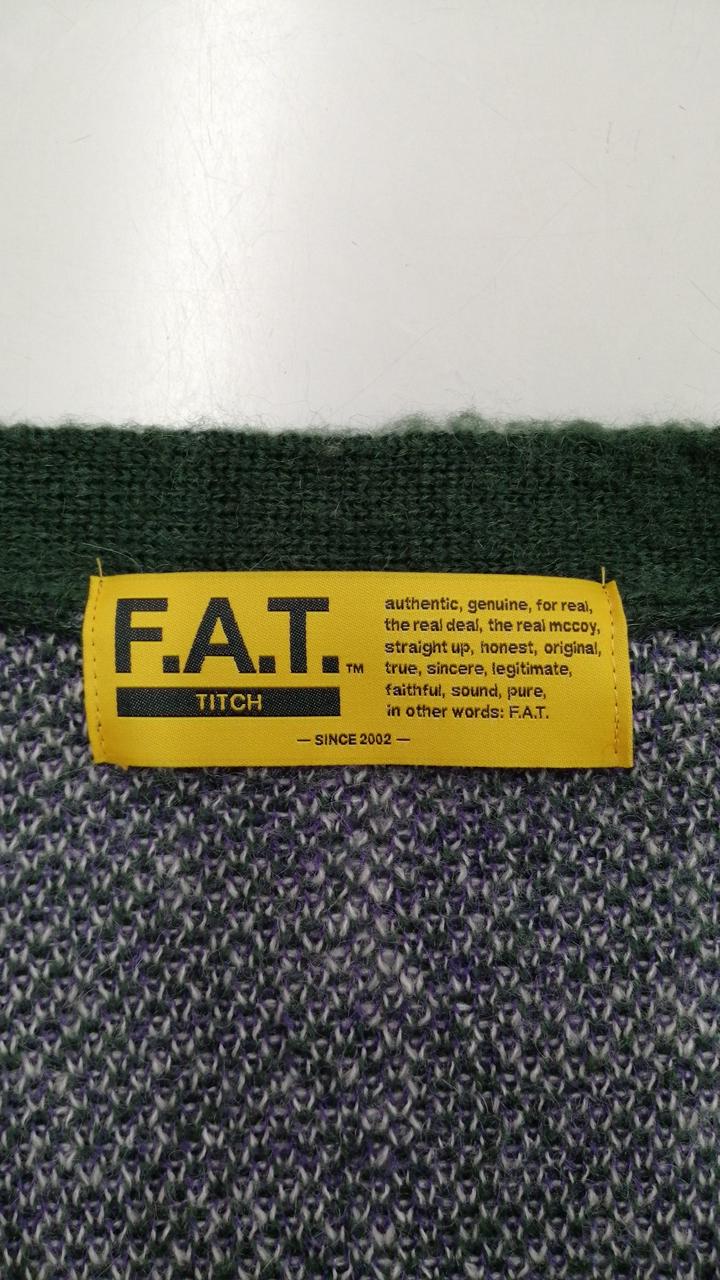 F.A.T.™
TITCH
authentic, genuine, for real,
the real deal, the real mccoy,
straight up, honest, original,
true, sincere, legitimate,
faithful, sound, pure,
in other words: F.A.T.
— SINCE 2002 —